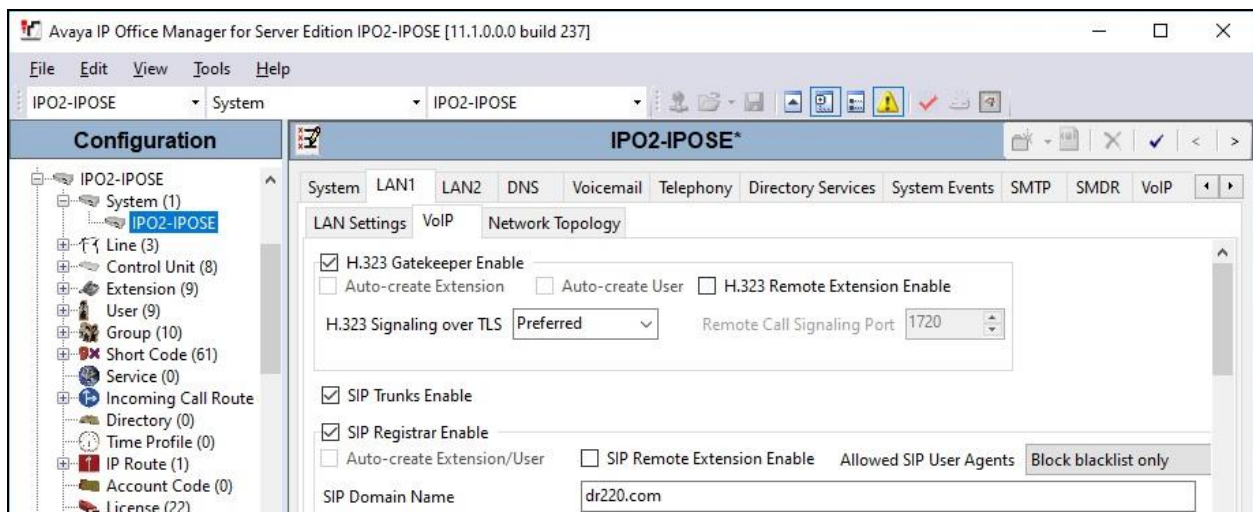 Avaya IP Office Manager for Server Edition IPO2-IPOSE [11.1.0.0.0 build 237]
File Edit View Tools Help
IPO2-IPOSE System IPO2-IPOSE
Configuration
IPO2-IPOSE*
IPO2-IPOSE
System (1)
IPO2-IPOSE
Line (3)
Control Unit (8)
Extension (9)
User (9)
Group (10)
Short Code (61)
Service (0)
Incoming Call Route
Directory (0)
Time Profile (0)
IP Route (1)
Account Code (0)
License (22)
System LAN1 LAN2 DNS Voicemail Telephony Directory Services System Events SMTP SMDR VoIP
LAN Settings VoIP Network Topology
H.323 Gatekeeper Enable
Auto-create Extension Auto-create User H.323 Remote Extension Enable
H.323 Signaling over TLS Preferred Remote Call Signaling Port 1720
SIP Trunks Enable
SIP Registrar Enable
Auto-create Extension/User SIP Remote Extension Enable Allowed SIP User Agents Block blacklist only
SIP Domain Name dr220.com